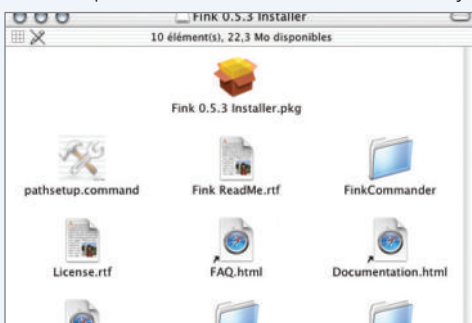 Fink 0.5.3 Installer
10 élément(s), 22,3 Mo disponibles
Fink 0.5.3 Installer.pkg
pathsetup.command
Fink ReadMe.rtf
FinkCommander
License.rtf
FAQ.html
Documentation.html